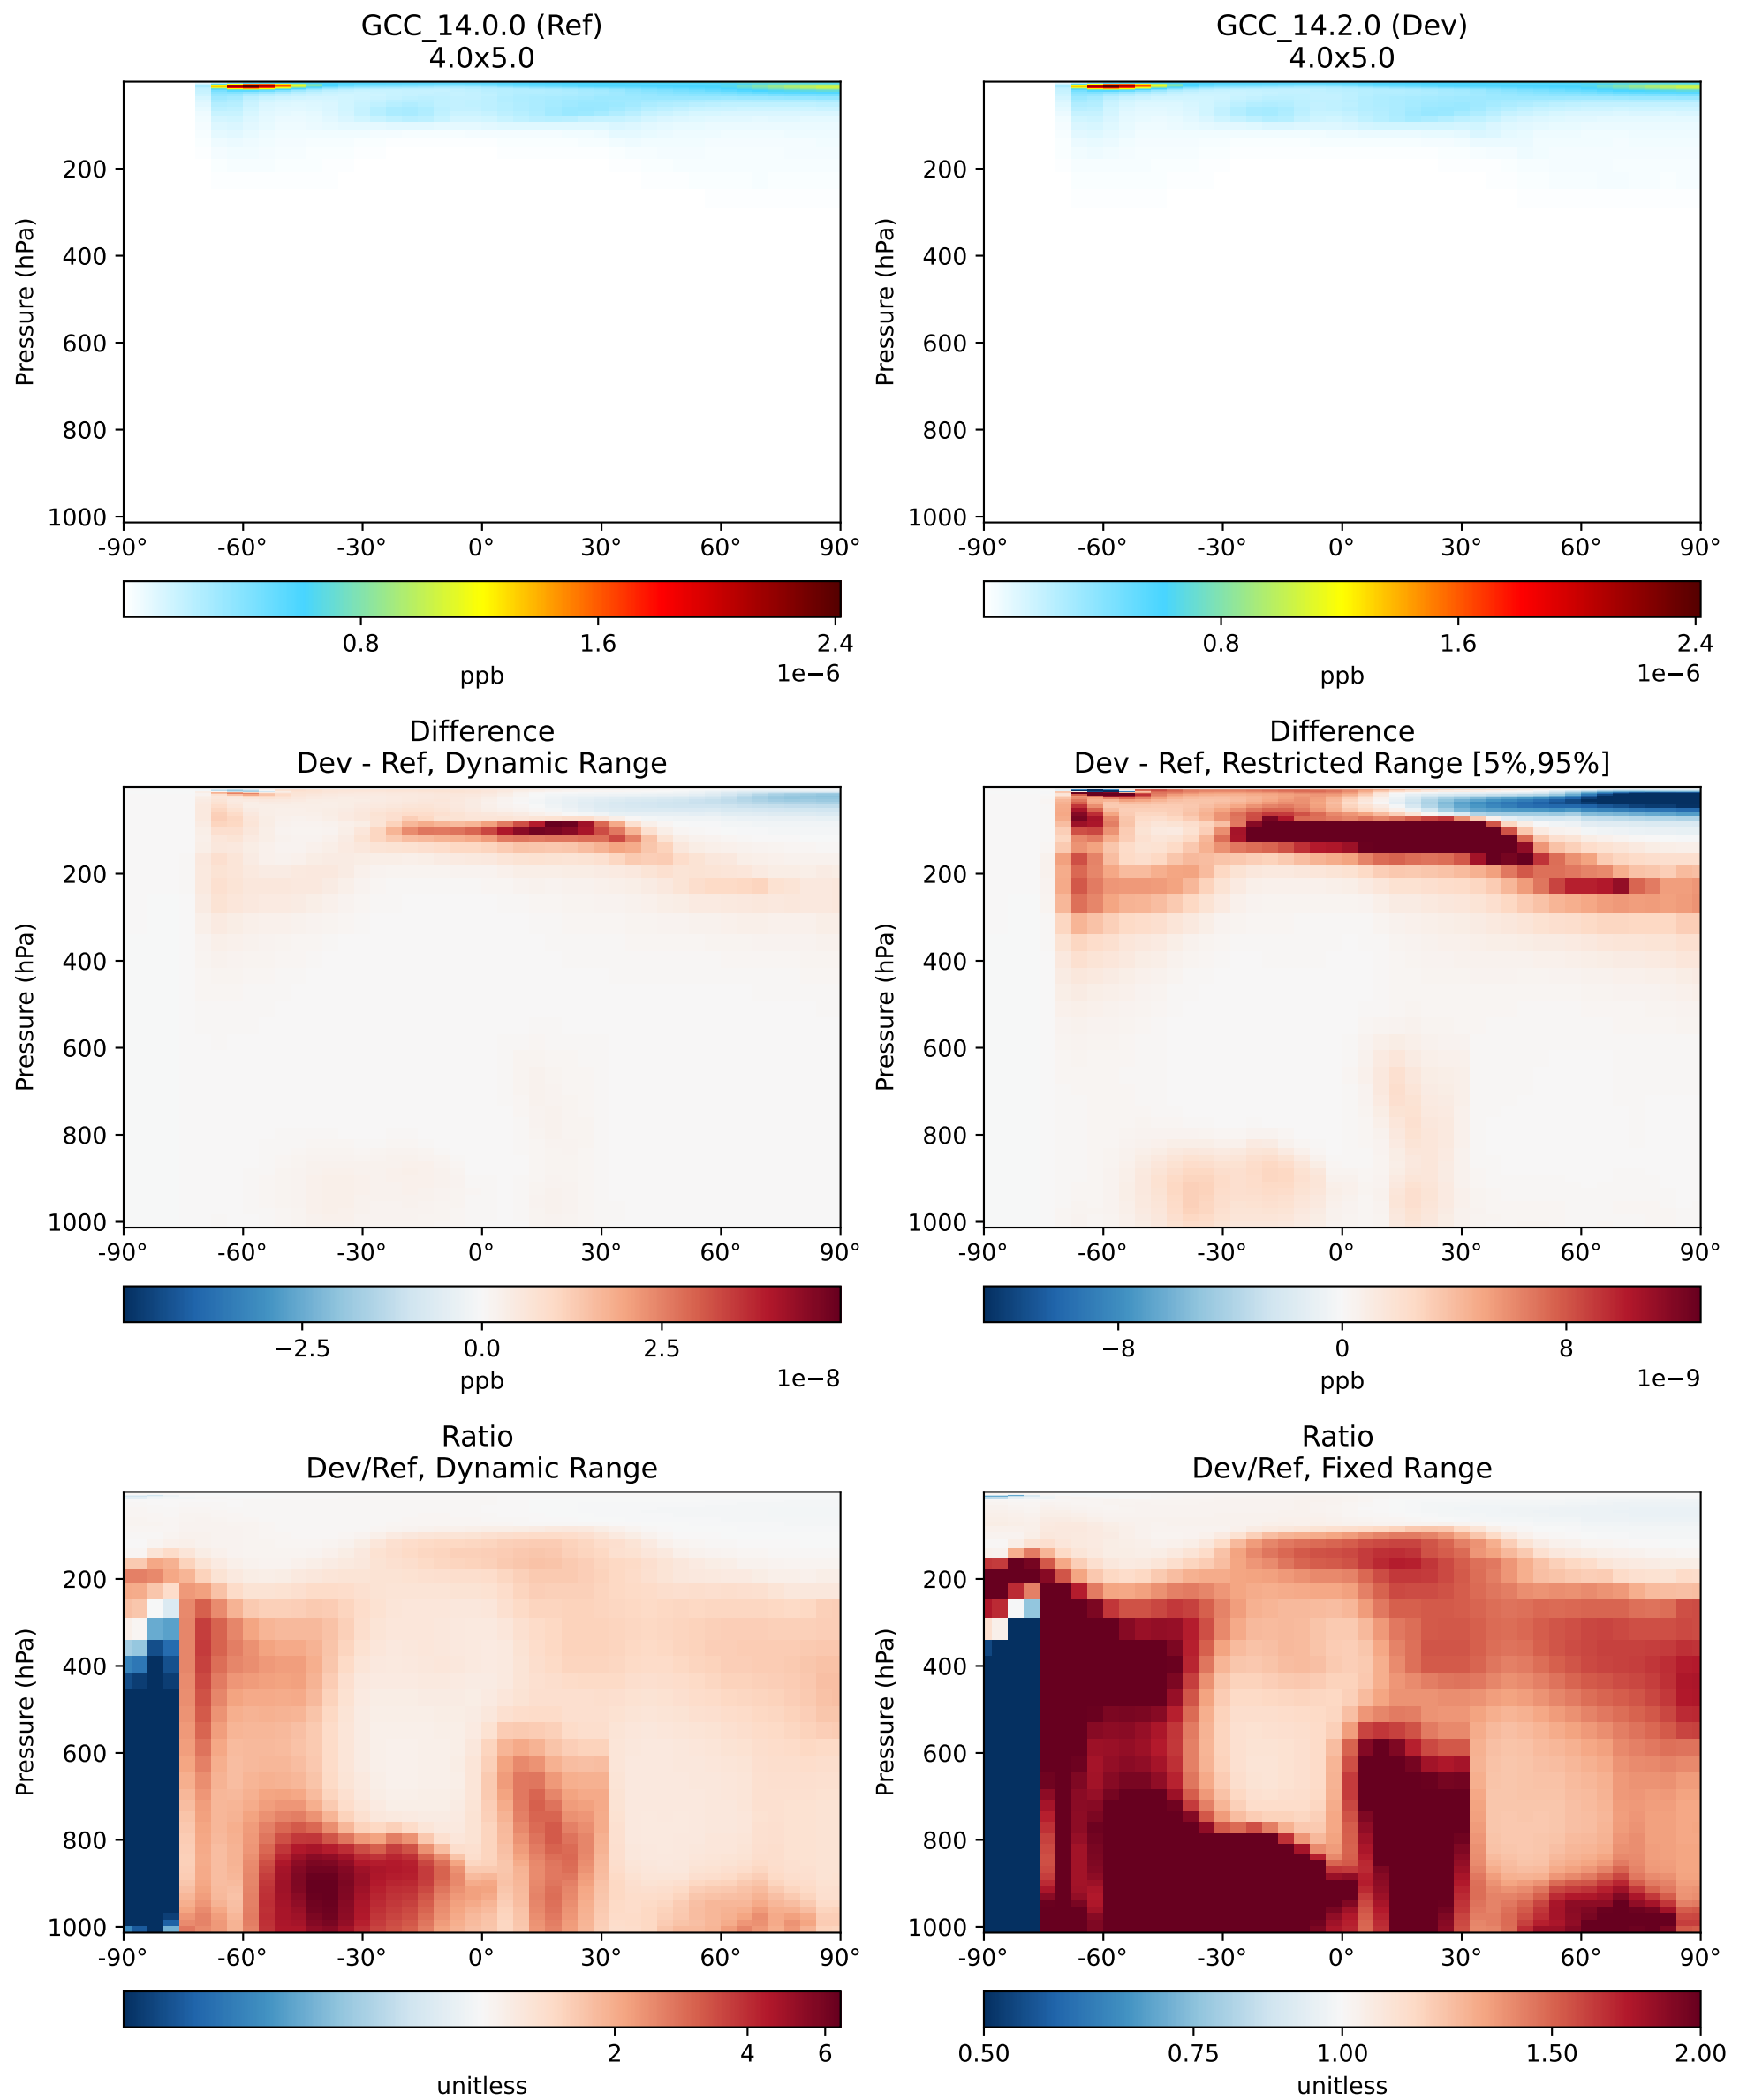 GCC_14.0.0 (Ref)
4.0x5.0
Pressure (hPa)
200
400
600
800
1000
-90° -60° -30° 0° 30° 60° 90°
0.8 1.6 2.4
ppb
1e−6
GCC_14.2.0 (Dev)
4.0x5.0
Pressure (hPa)
200
400
600
800
1000
-90° -60° -30° 0° 30° 60° 90°
0.8 1.6 2.4
ppb
1e−6
Difference
Dev - Ref, Dynamic Range
Pressure (hPa)
200
400
600
800
1000
-90° -60° -30° 0° 30° 60° 90°
−2.5 0.0 2.5
ppb
1e−8
Difference
Dev - Ref, Restricted Range [5%,95%]
Pressure (hPa)
200
400
600
800
1000
-90° -60° -30° 0° 30° 60° 90°
−8 0 8
ppb
1e−9
Ratio
Dev/Ref, Dynamic Range
Pressure (hPa)
200
400
600
800
1000
-90° -60° -30° 0° 30° 60° 90°
2 4 6
unitless
Ratio
Dev/Ref, Fixed Range
Pressure (hPa)
200
400
600
800
1000
-90° -60° -30° 0° 30° 60° 90°
0.50 0.75 1.00 1.50 2.00
unitless